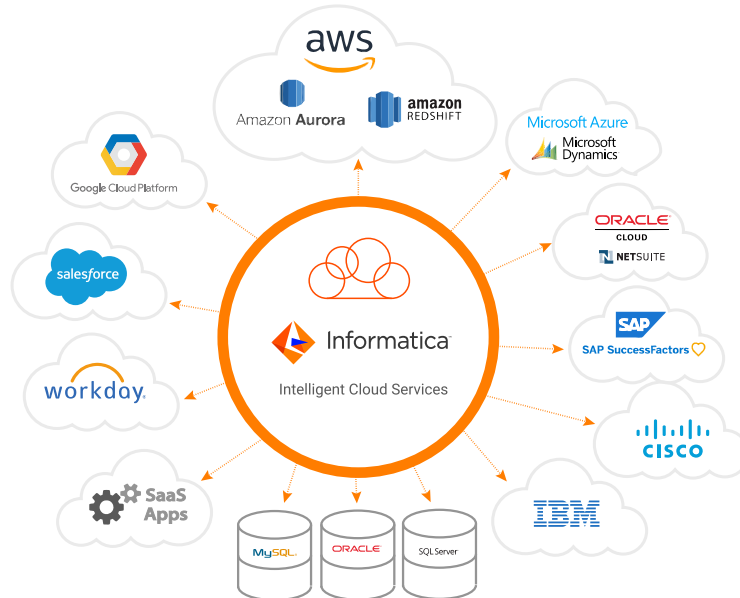 aws
Amazon Aurora
amazon
REDSHIFT
Microsoft Azure
Microsoft
Dynamics
Google Cloud Platform
ORACLE
CLOUD
NETSUITE
salesforce
Informatica
Intelligent Cloud Services
SAP
SAP SuccessFactors
workday.
CISCO
SaaS
Apps
IBM
MySQL
ORACLE
SQL Server